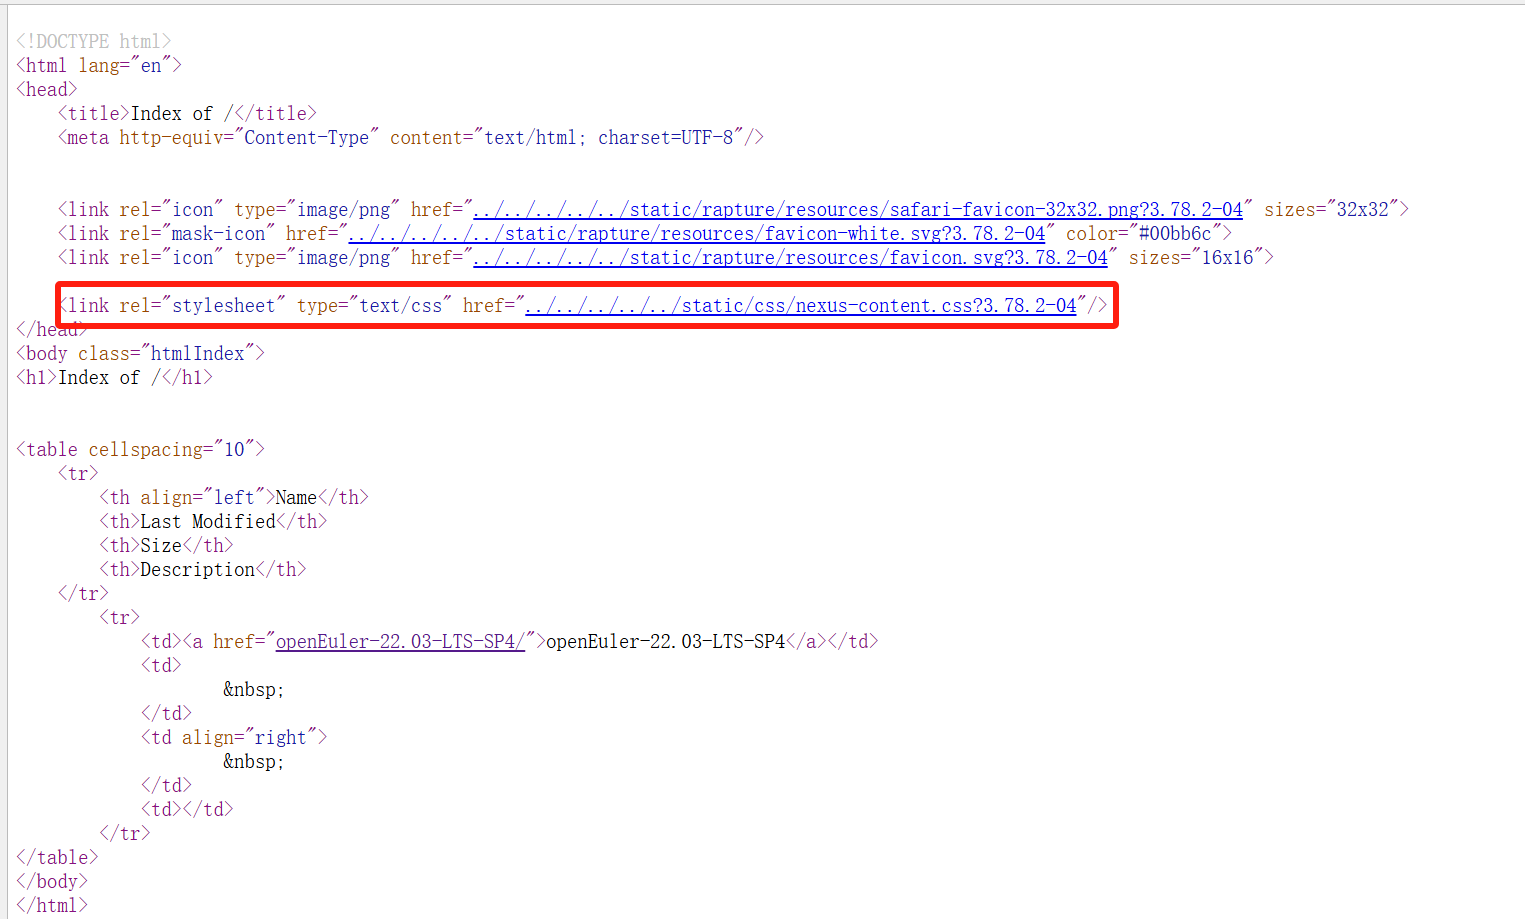 <!DOCTYPE html>
<html lang="en">
<head>
<title>Index of /</title>
<meta http-equiv="Content-Type" content="text/html; charset=UTF-8"/>
<link rel="icon" type="image/png" href="../../../../../static/rapture/resources/safari-favicon-32x32.png?3.78.2-04" sizes="32x32">
<link rel="mask-icon" href="../../../../../static/rapture/resources/favicon-white.svg?3.78.2-04" color="#00bb6c">
<link rel="icon" type="image/png" href="../../../../../static/rapture/resources/favicon.svg?3.78.2-04" sizes="16x16">
<link rel="stylesheet" type="text/css" href="../../../../../static/css/nexus-content.css?3.78.2-04"/>
</head>
<body class="htmlIndex">
<h1>Index of /</h1>
<table cellspacing="10">
<tr>
<th align="left">Name</th>
<th>Last Modified</th>
<th>Size</th>
<th>Description</th>
</tr>
<tr>
<td><a href="openEuler-22.03-LTS-SP4/">openEuler-22.03-LTS-SP4</a></td>
<td>
&nbsp;
</td>
<td align="right">
&nbsp;
</td>
<td></td>
</tr>
</table>
</body>
</html>